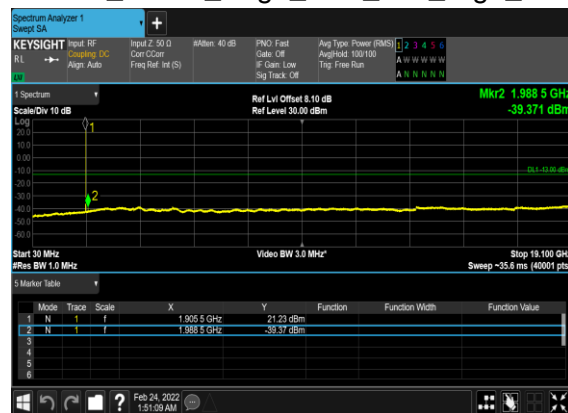 Spectrum Analyzer 1
Swept SA
+
KEYSIGHT Input: RF Input Z: 50 Ω #Atten: 40 dB PNO: Fast Avg Type: Power (RMS) 1 2 3 4 5 6
RL Coupling: DC Corr CCorr Gate: Off Avg|Hold: 100/100 A W W W W W
Align: Auto Freq Ref: Int (S) IF Gain: Low Trig: Free Run
Sig Track: Off A N N N N N
1 Spectrum Ref Lvl Offset 8.10 dB Mkr2 1.988 5 GHz
Scale/Div 10 dB Ref Level 30.00 dBm -39.371 dBm
Log
20.0
10.0
0.00
-10.0
DL1 -13.00 dBm
-20.0
-30.0
-40.0
-50.0
-60.0
1
2
Start 30 MHz Video BW 3.0 MHz* Stop 19.100 GHz
#Res BW 1.0 MHz Sweep ~35.6 ms (40001 pts)
5 Marker Table
Mode Trace Scale X Y Function Function Width Function Value
1 N 1 f 1.905 5 GHz 21.23 dBm
2 N 1 f 1.988 5 GHz -39.37 dBm
3
4
5
6
? Feb 24, 2022
1:51:09 AM